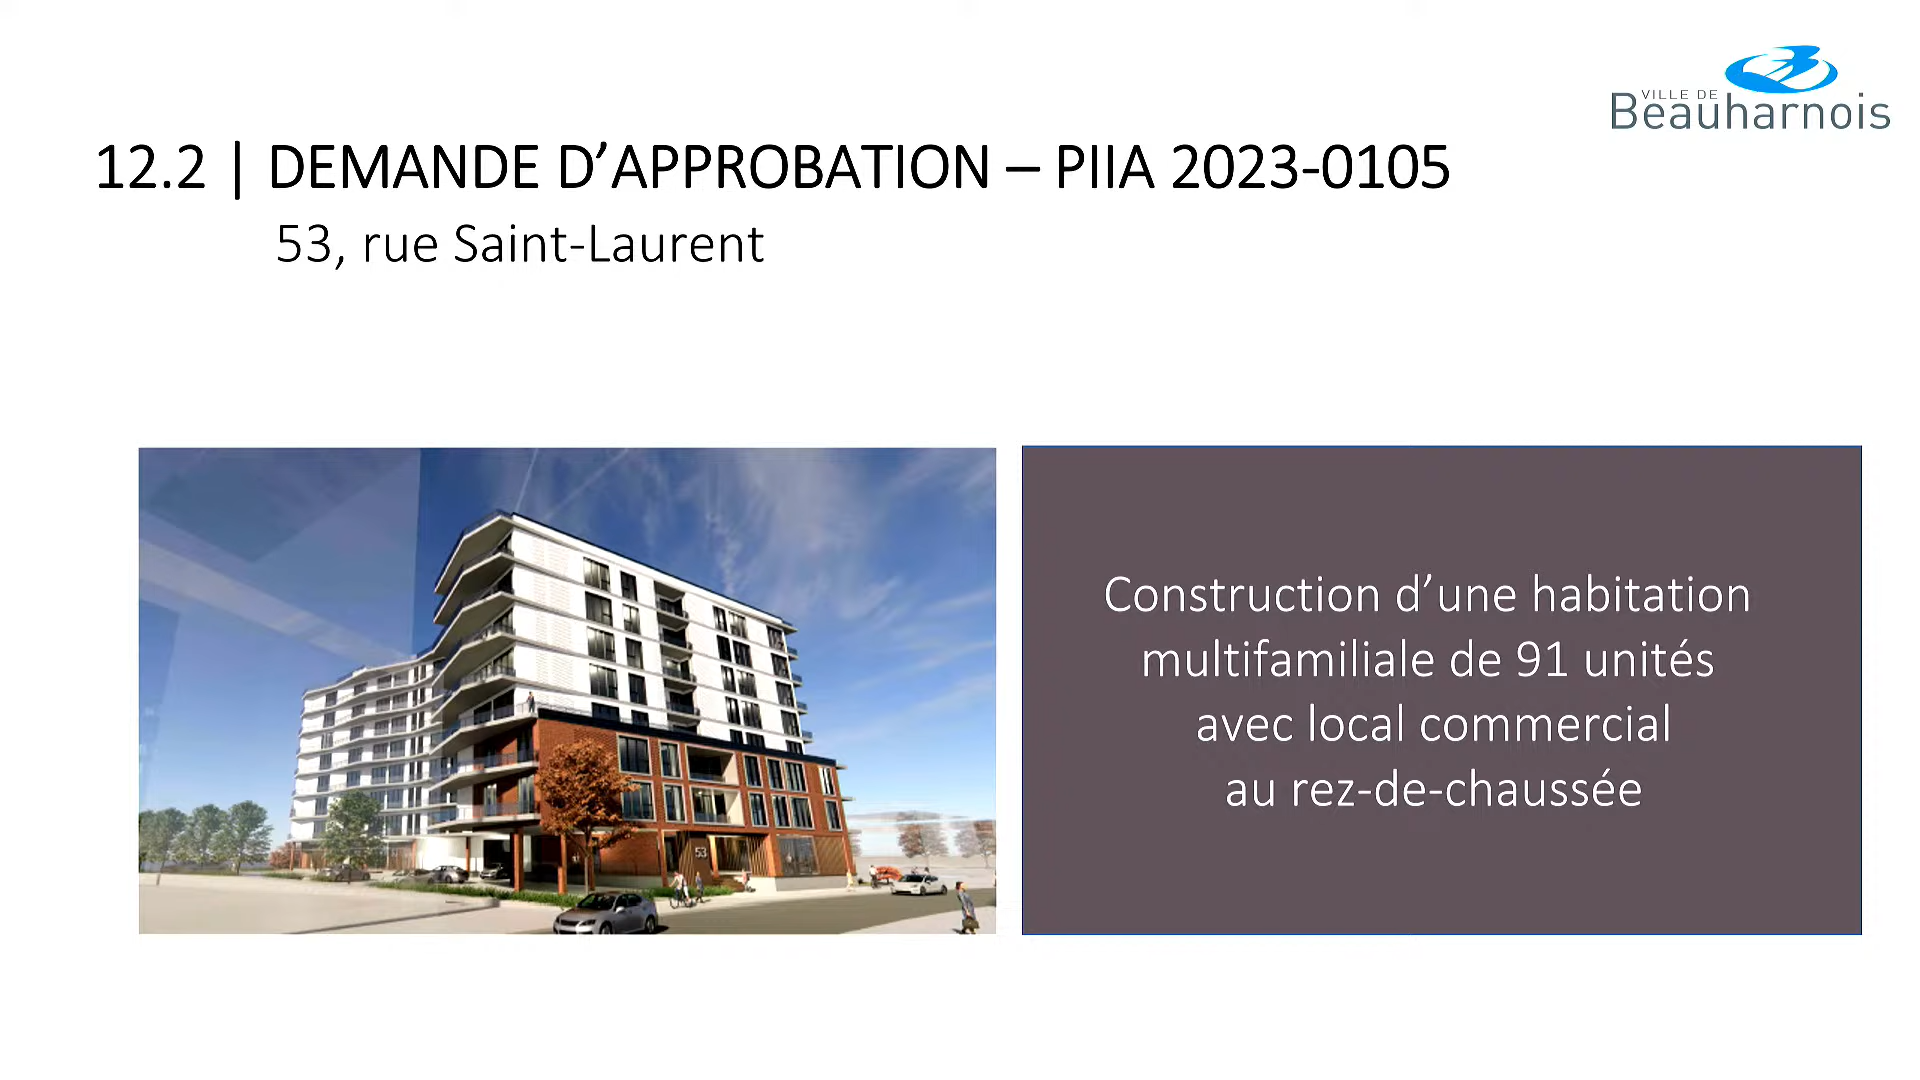 VILLE DE
Beauharnois
12.2 | DEMANDE D’APPROBATION – PIIA 2023-0105
53, rue Saint-Laurent
53
Construction d’une habitation
multifamiliale de 91 unités
avec local commercial
au rez-de-chaussée